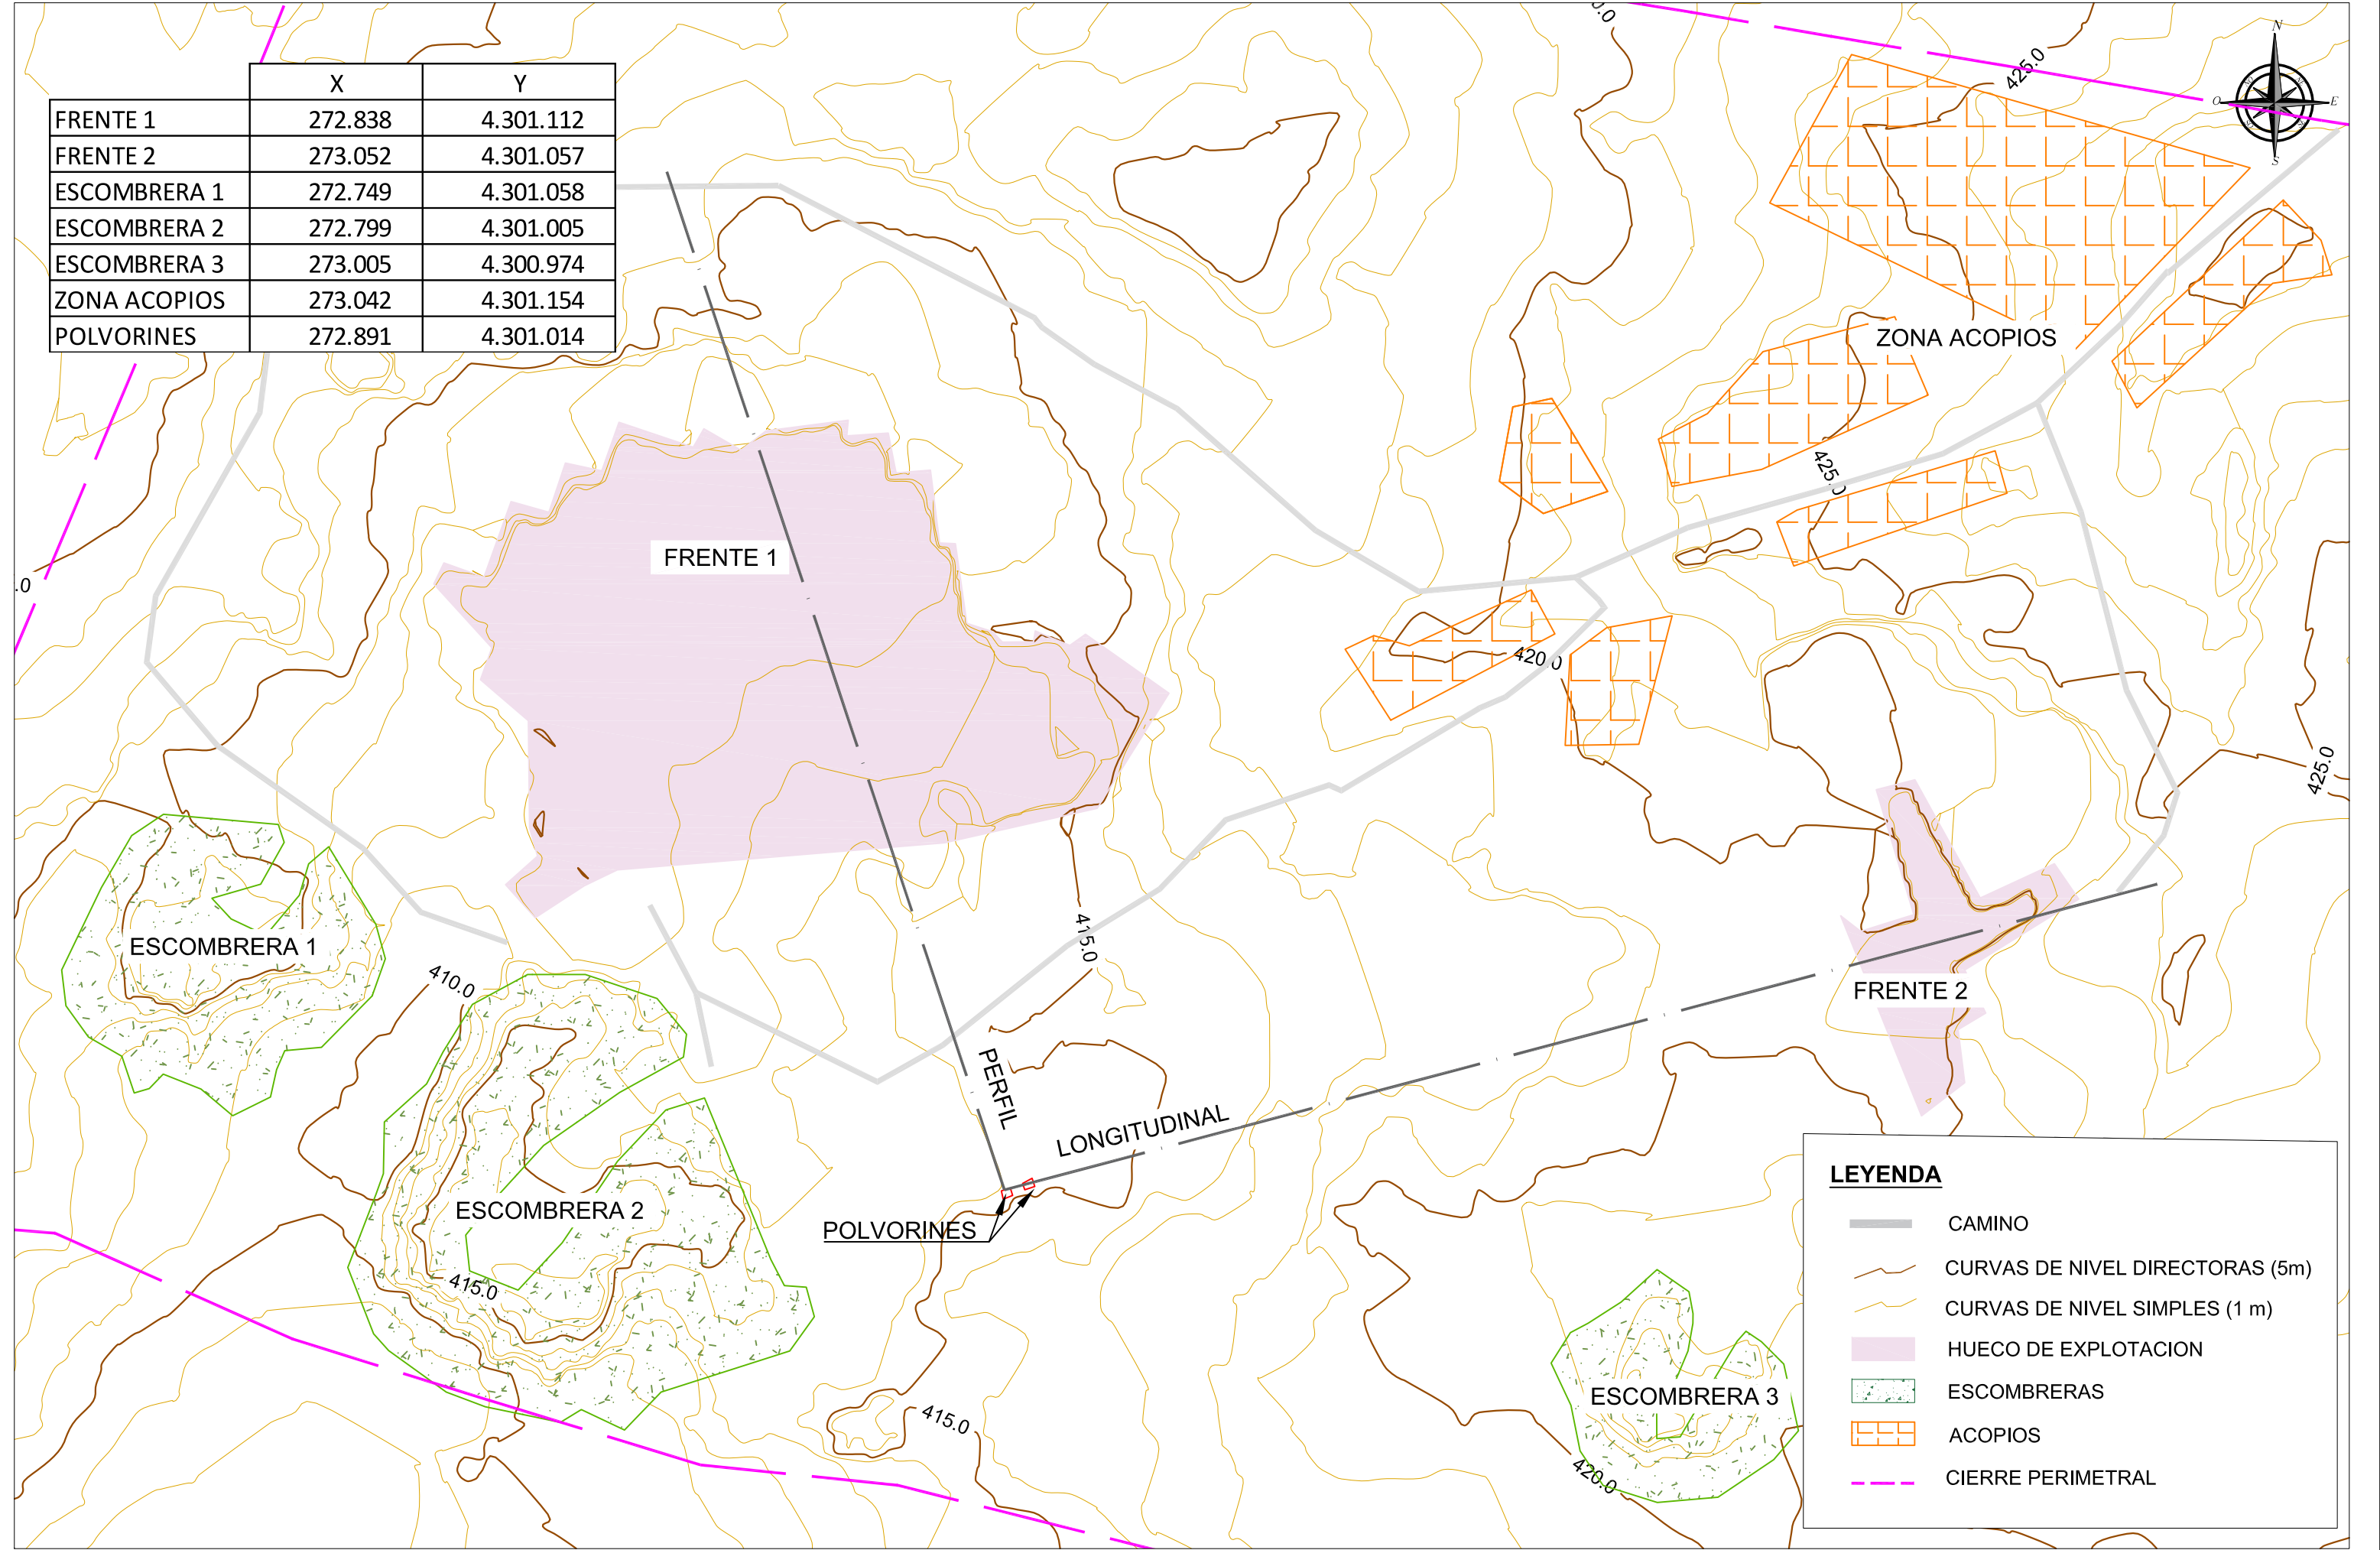 X Y
FRENTE 1 272.838 4.301.112
FRENTE 2 273.052 4.301.057
ESCOMBRERA 1 272.749 4.301.058
ESCOMBRERA 2 272.799 4.301.005
ESCOMBRERA 3 273.005 4.300.974
ZONA ACOPIOS 273.042 4.301.154
POLVORINES 272.891 4.301.014
425.0
N
O E
S
ZONA ACOPIOS
425.0
FRENTE 1
.0
420.0
425.0
415.0
ESCOMBRERA 1
410.0
FRENTE 2
PERFIL
LONGITUDINAL
ESCOMBRERA 2
POLVORINES
415.0
ESCOMBRERA 3
415.0
420.0
LEYENDA
CAMINO
CURVAS DE NIVEL DIRECTORAS (5m)
CURVAS DE NIVEL SIMPLES (1 m)
HUECO DE EXPLOTACION
ESCOMBRERAS
ACOPIOS
CIERRE PERIMETRAL